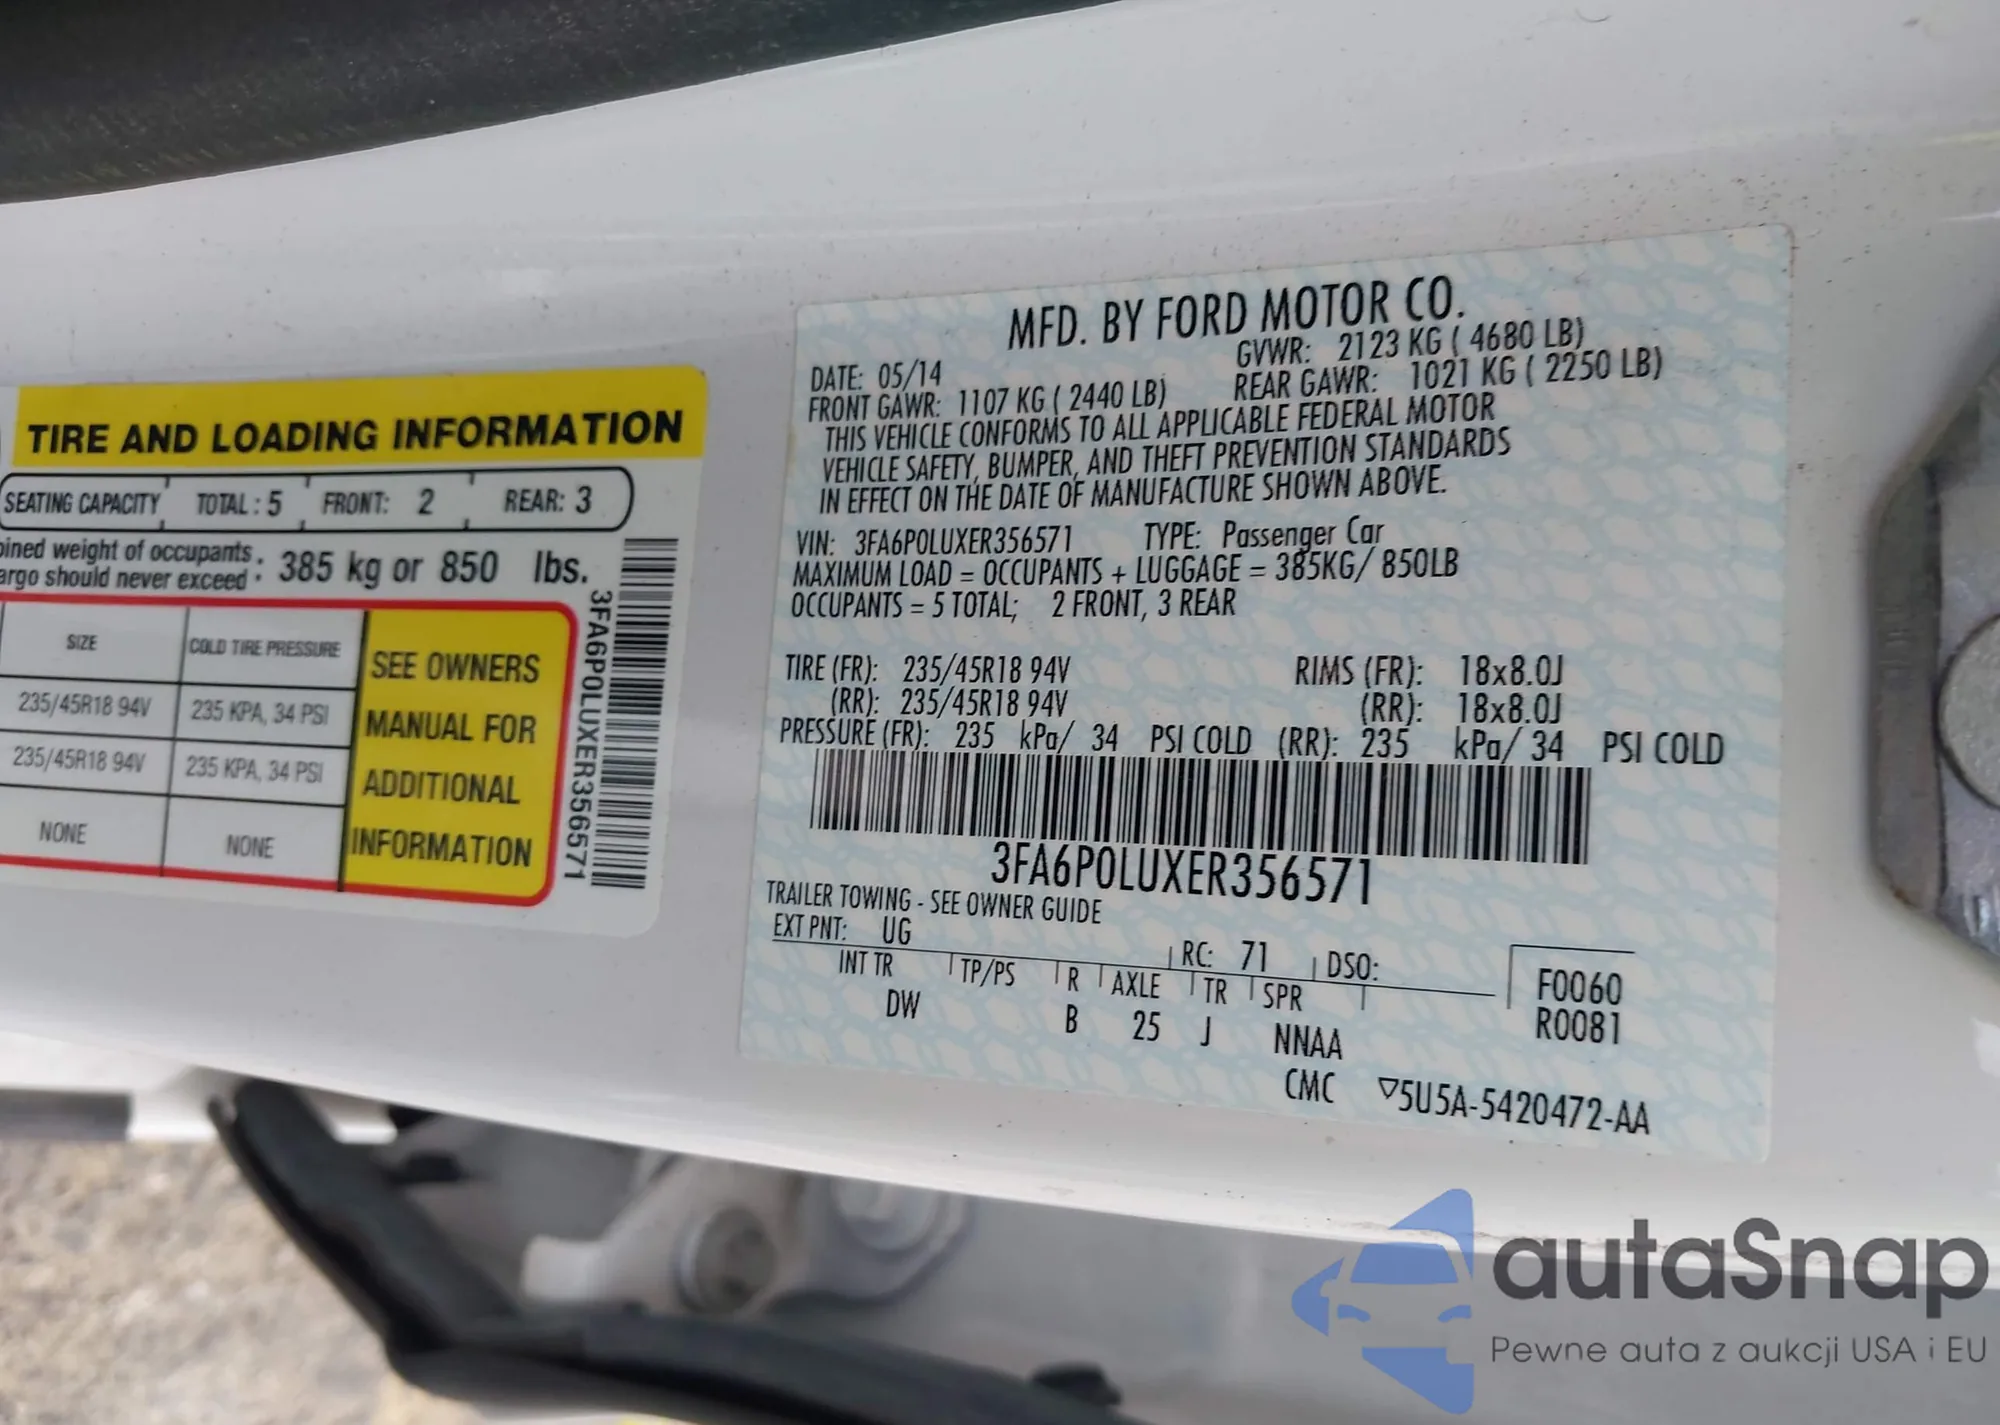 TIRE AND LOADING INFORMATION
SEATING CAPACITY TOTAL: 5 FRONT: 2 REAR: 3
weight of occupants : 385 kg or 850 lbs.
should never exceed :
SIZE COLD TIRE PRESSURE
235/45R18 94V 235 KPA, 34 PSI
235/45R18 94V 235 KPA, 34 PSI
NONE NONE
SEE OWNERS
MANUAL FOR
ADDITIONAL
INFORMATION
3FA6P0LUXER356571
MFD. BY FORD MOTOR CO.
DATE: 05/14 GVWR: 2123 KG ( 4680 LB)
FRONT GAWR: 1107 KG ( 2440 LB) REAR GAWR: 1021 KG ( 2250 LB)
THIS VEHICLE CONFORMS TO ALL APPLICABLE FEDERAL MOTOR
VEHICLE SAFETY, BUMPER, AND THEFT PREVENTION STANDARDS
IN EFFECT ON THE DATE OF MANUFACTURE SHOWN ABOVE.
VIN: 3FA6P0LUXER356571 TYPE: Passenger Car
MAXIMUM LOAD = OCCUPANTS + LUGGAGE = 385KG/ 850LB
OCCUPANTS = 5 TOTAL; 2 FRONT, 3 REAR
TIRE (FR): 235/45R18 94V RIMS (FR): 18x8.0J
(RR): 235/45R18 94V (RR): 18x8.0J
PRESSURE (FR): 235 kPa/ 34 PSI COLD (RR): 235 kPa/ 34 PSI COLD
3FA6P0LUXER356571
TRAILER TOWING - SEE OWNER GUIDE
EXT PNT: UG RC: 71 DSO:
INT TR TP/PS R AXLE TR SPR
DW B 25 J NNAA
F0060
R0081
CMC ▽5U5A-5420472-AA
autaSnap
Pewne auta z aukcji USA i EU